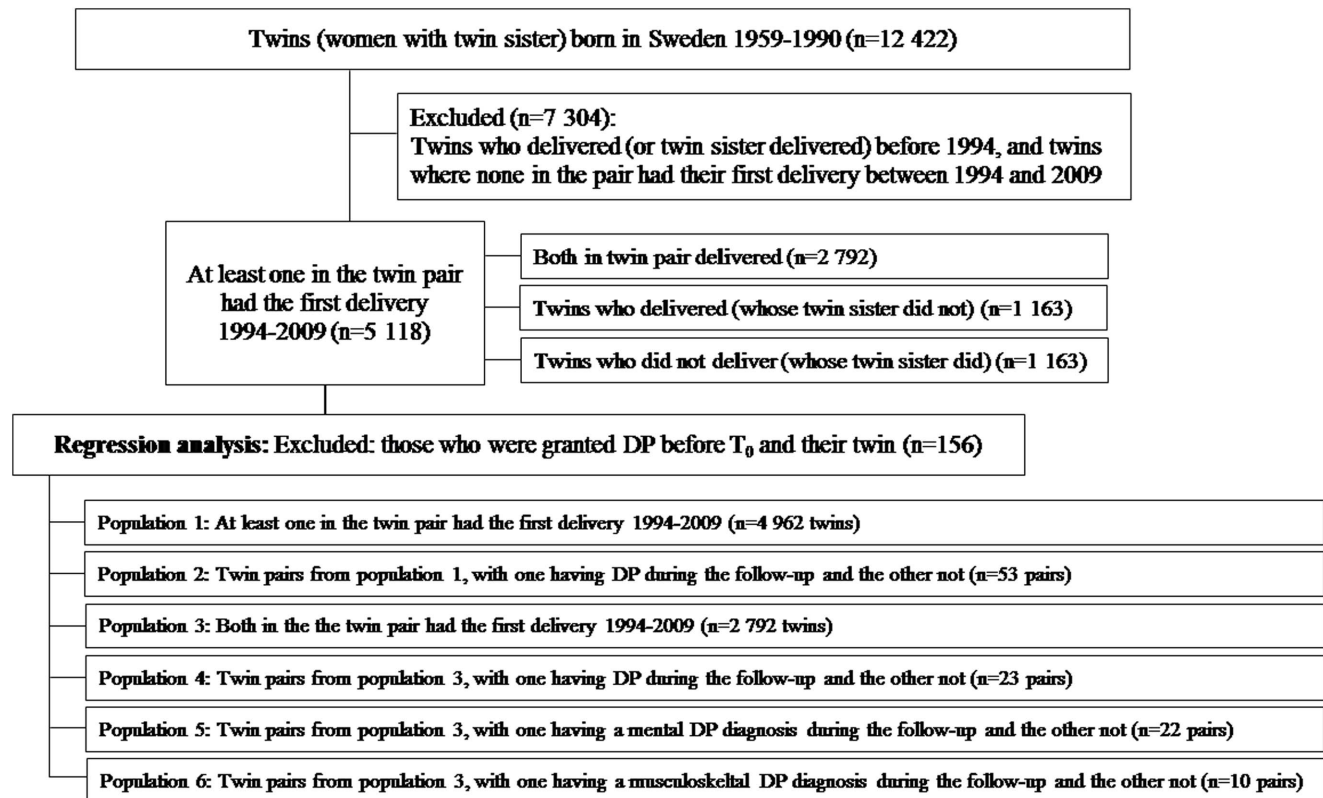 Twins (women with twin sister) born in Sweden 1959-1990 (n=12 422)
Excluded (n=7 304):
Twins who delivered (or twin sister delivered) before 1994, and twins
where none in the pair had their first delivery between 1994 and 2009
At least one in the twin pair
had the first delivery
1994-2009 (n=5 118)
Both in twin pair delivered (n=2 792)
Twins who delivered (whose twin sister did not) (n=1 163)
Twins who did not deliver (whose twin sister did) (n=1 163)
Regression analysis: Excluded: those who were granted DP before T₀ and their twin (n=156)
Population 1: At least one in the twin pair had the first delivery 1994-2009 (n=4 962 twins)
Population 2: Twin pairs from population 1, with one having DP during the follow-up and the other not (n=53 pairs)
Population 3: Both in the the twin pair had the first delivery 1994-2009 (n=2 792 twins)
Population 4: Twin pairs from population 3, with one having DP during the follow-up and the other not (n=23 pairs)
Population 5: Twin pairs from population 3, with one having a mental DP diagnosis during the follow-up and the other not (n=22 pairs)
Population 6: Twin pairs from population 3, with one having a musculoskeltal DP diagnosis during the follow-up and the other not (n=10 pairs)